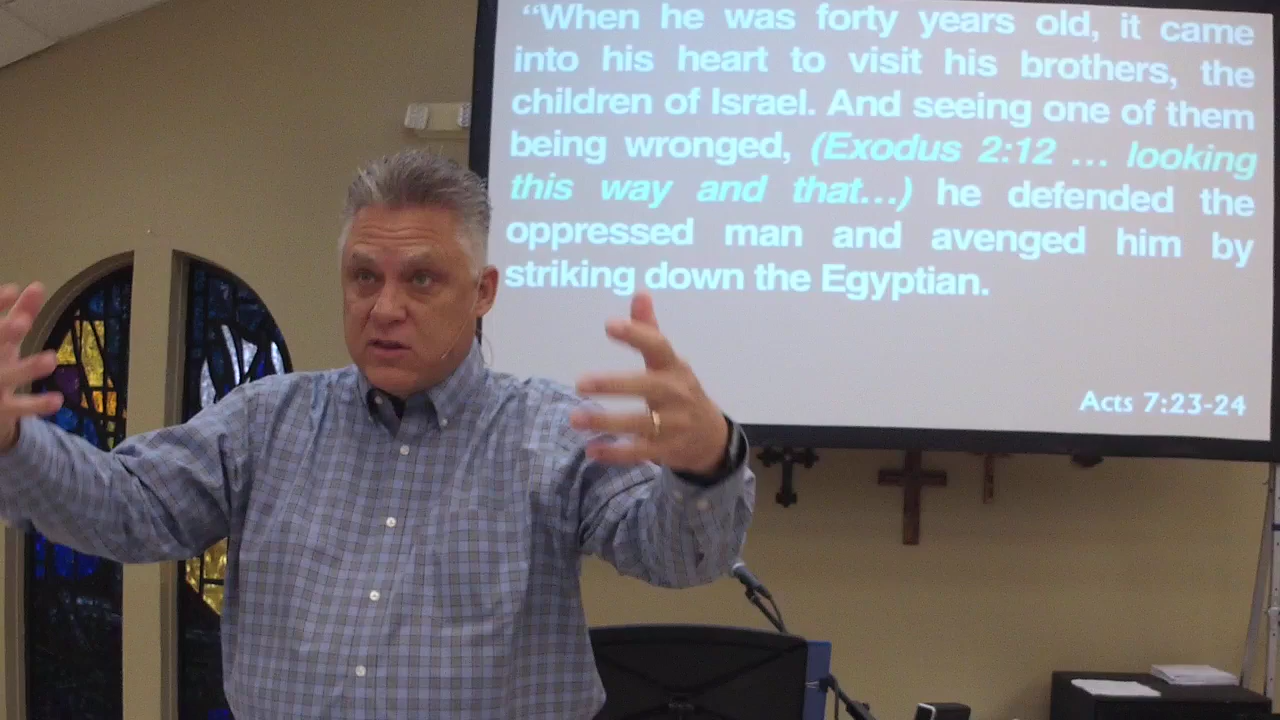 “When he was forty years old, it came
into his heart to visit his brothers, the
children of Israel. And seeing one of them
being wronged, (Exodus 2:12 … looking
this way and that…) he defended the
oppressed man and avenged him by
striking down the Egyptian.
Acts 7:23-24